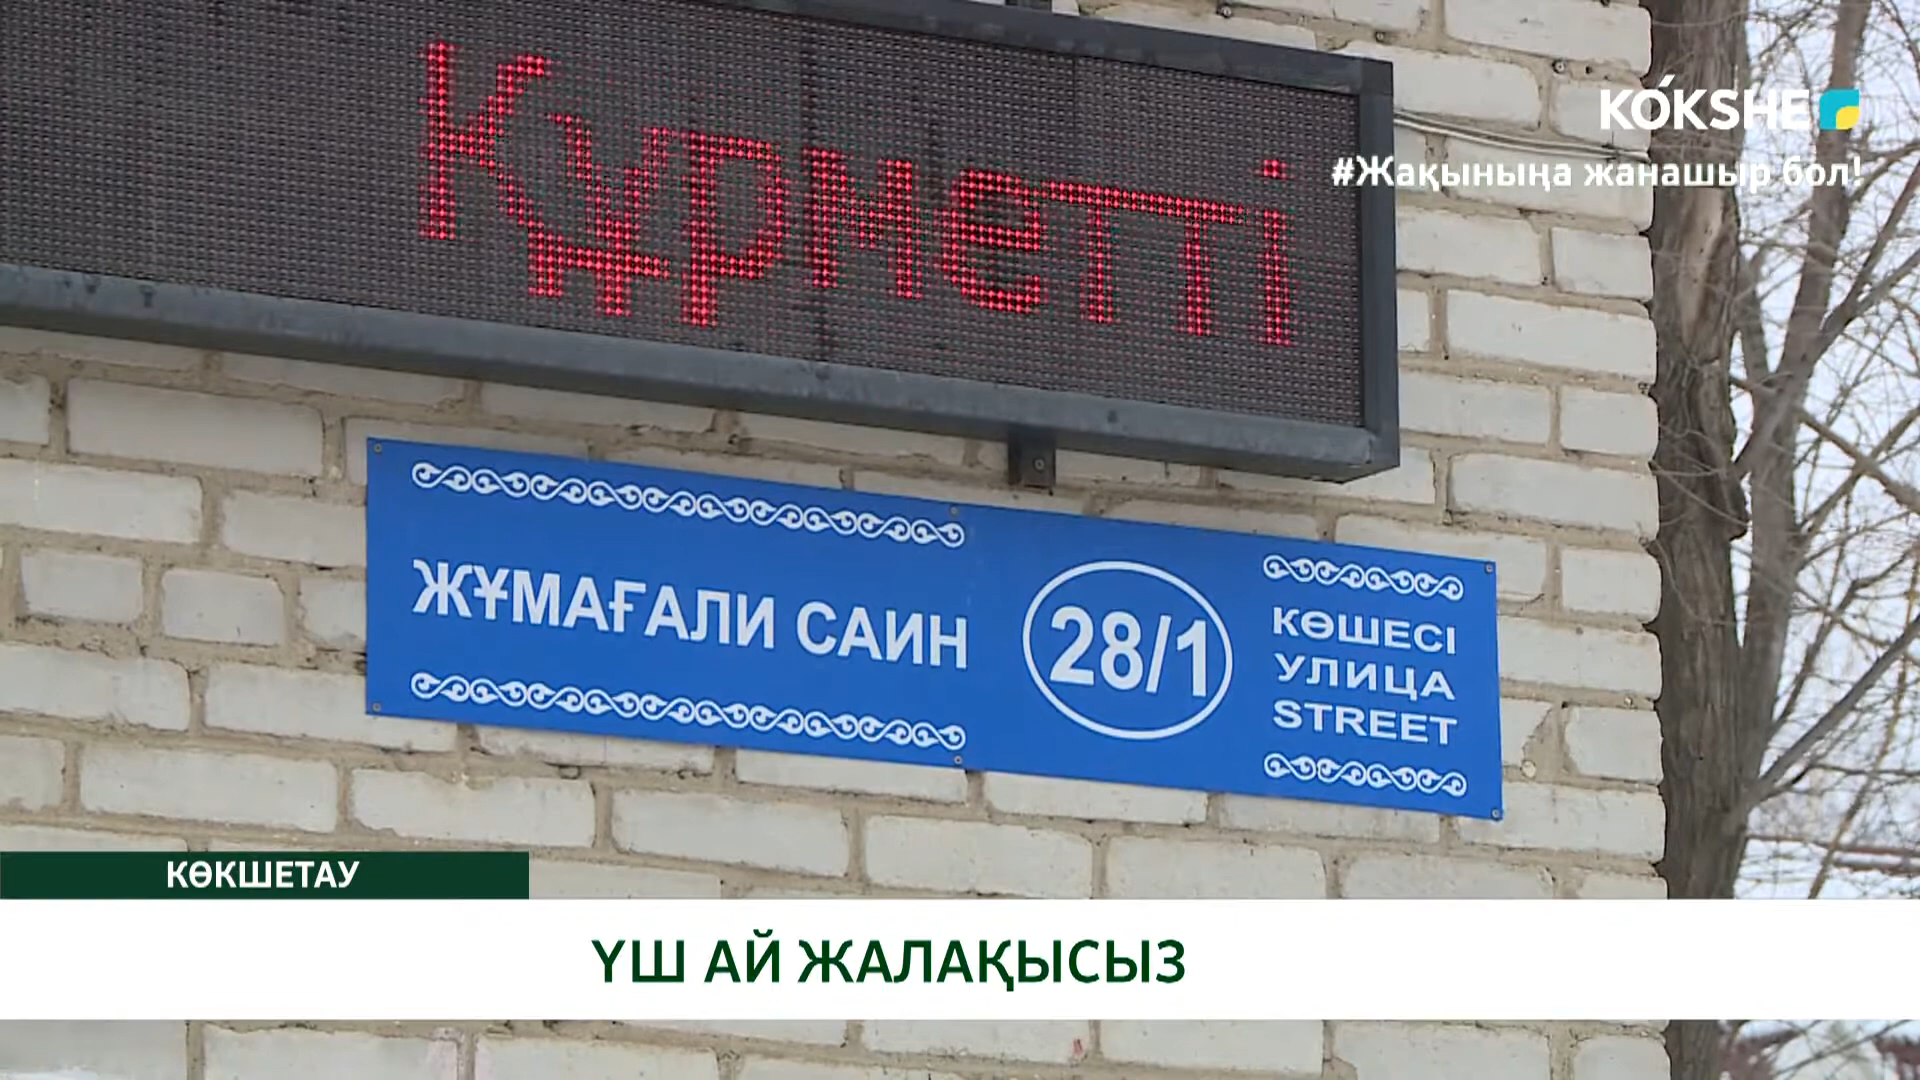 Құрметті
KÓKSHE
#Жақыныңа жанашыр бол!
ЖҰМАҒАЛИ САИН
28/1
КӨШЕСІ
УЛИЦА
STREET
КӨКШЕТАУ
ҮШ АЙ ЖАЛАҚЫСЫЗ